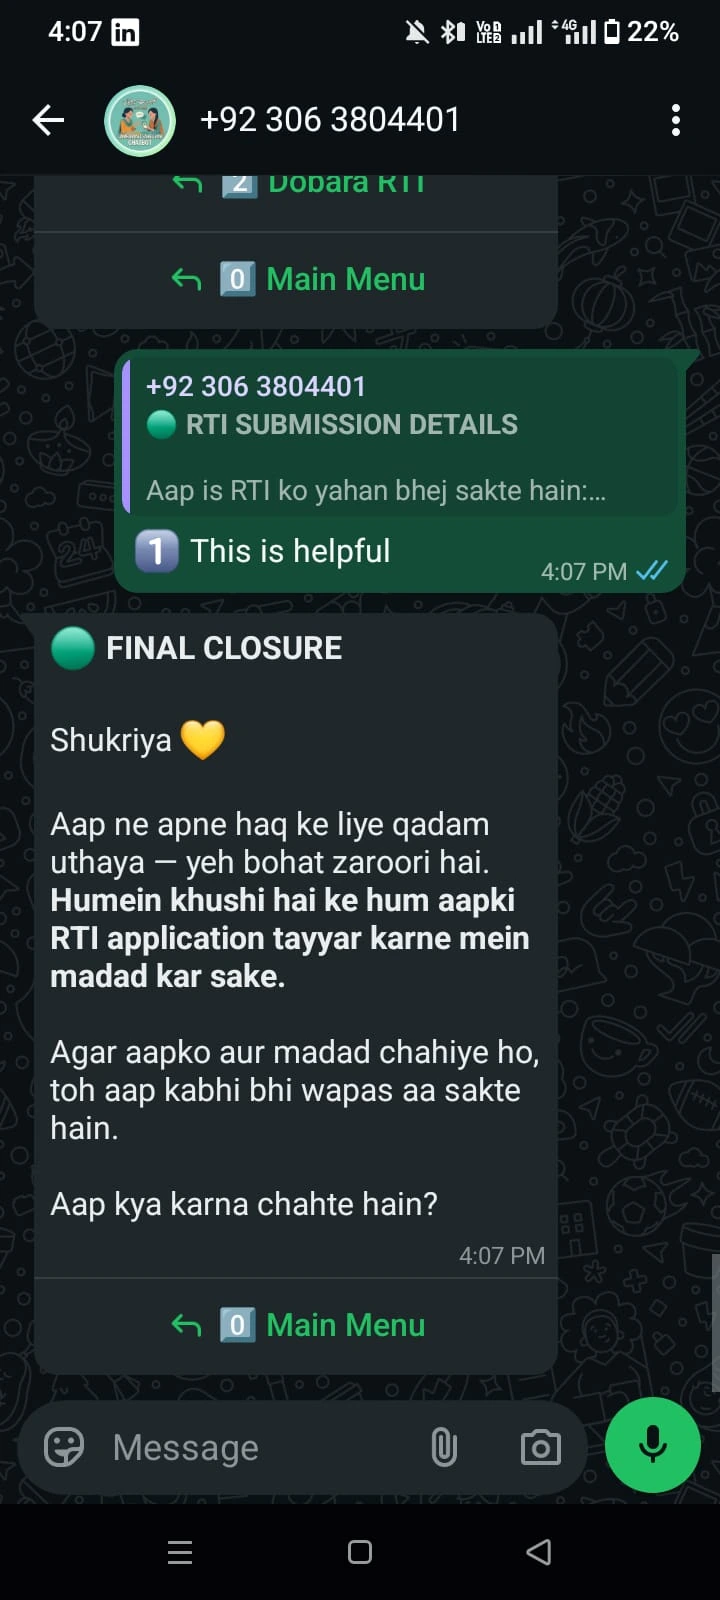 4:07 in Vo LTE2 4G 22%
+92 306 3804401
2 Dobara RTI
0 Main Menu
+92 306 3804401
RTI SUBMISSION DETAILS
Aap is RTI ko yahan bhej sakte hain:...
1 This is helpful
4:07 PM
FINAL CLOSURE
Shukriya 💛
Aap ne apne haq ke liye qadam
uthaya — yeh bohat zaroori hai.
Humein khushi hai ke hum aapki
RTI application tayyar karne mein
madad kar sake.
Agar aapko aur madad chahiye ho,
toh aap kabhi bhi wapas aa sakte
hain.
Aap kya karna chahte hain?
4:07 PM
0 Main Menu
Message